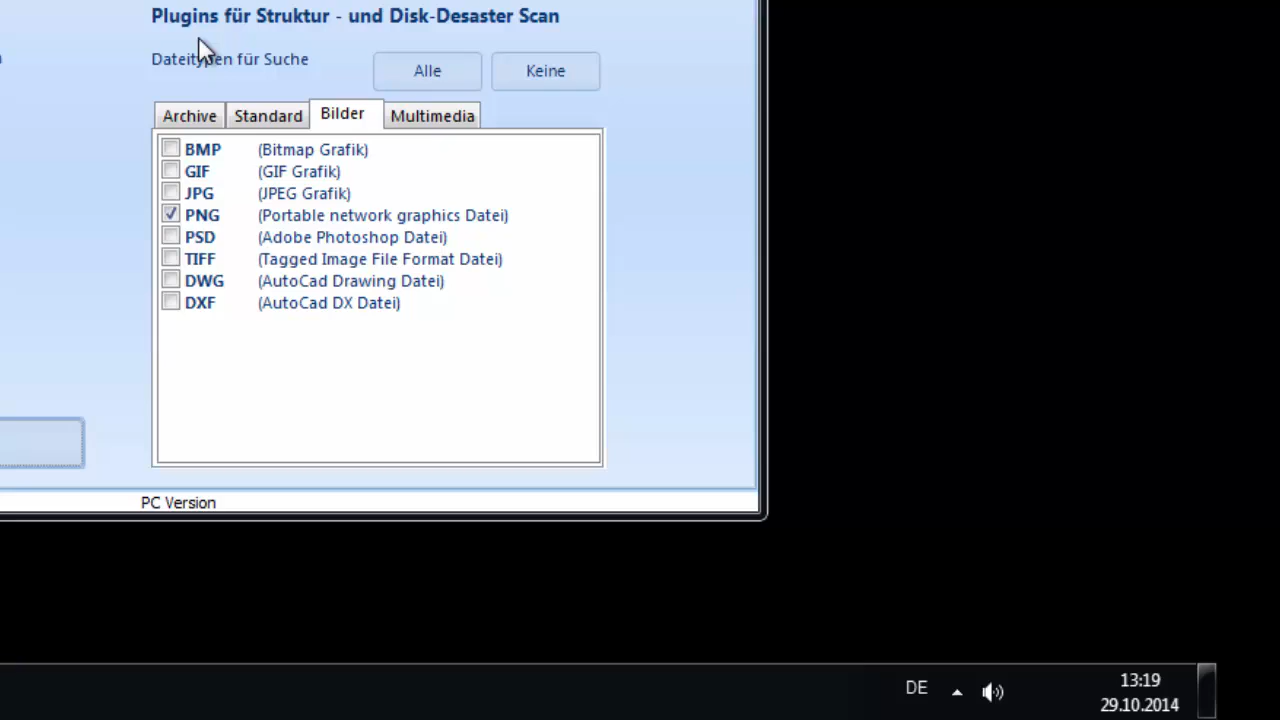 Plugins für Struktur - und Disk-Desaster Scan
Dateitypen für Suche
Alle Keine
Archive Standard Bilder Multimedia
BMP (Bitmap Grafik)
GIF (GIF Grafik)
JPG (JPEG Grafik)
PNG (Portable network graphics Datei)
PSD (Adobe Photoshop Datei)
TIFF (Tagged Image File Format Datei)
DWG (AutoCad Drawing Datei)
DXF (AutoCad DX Datei)
PC Version
DE
13:19
29.10.2014